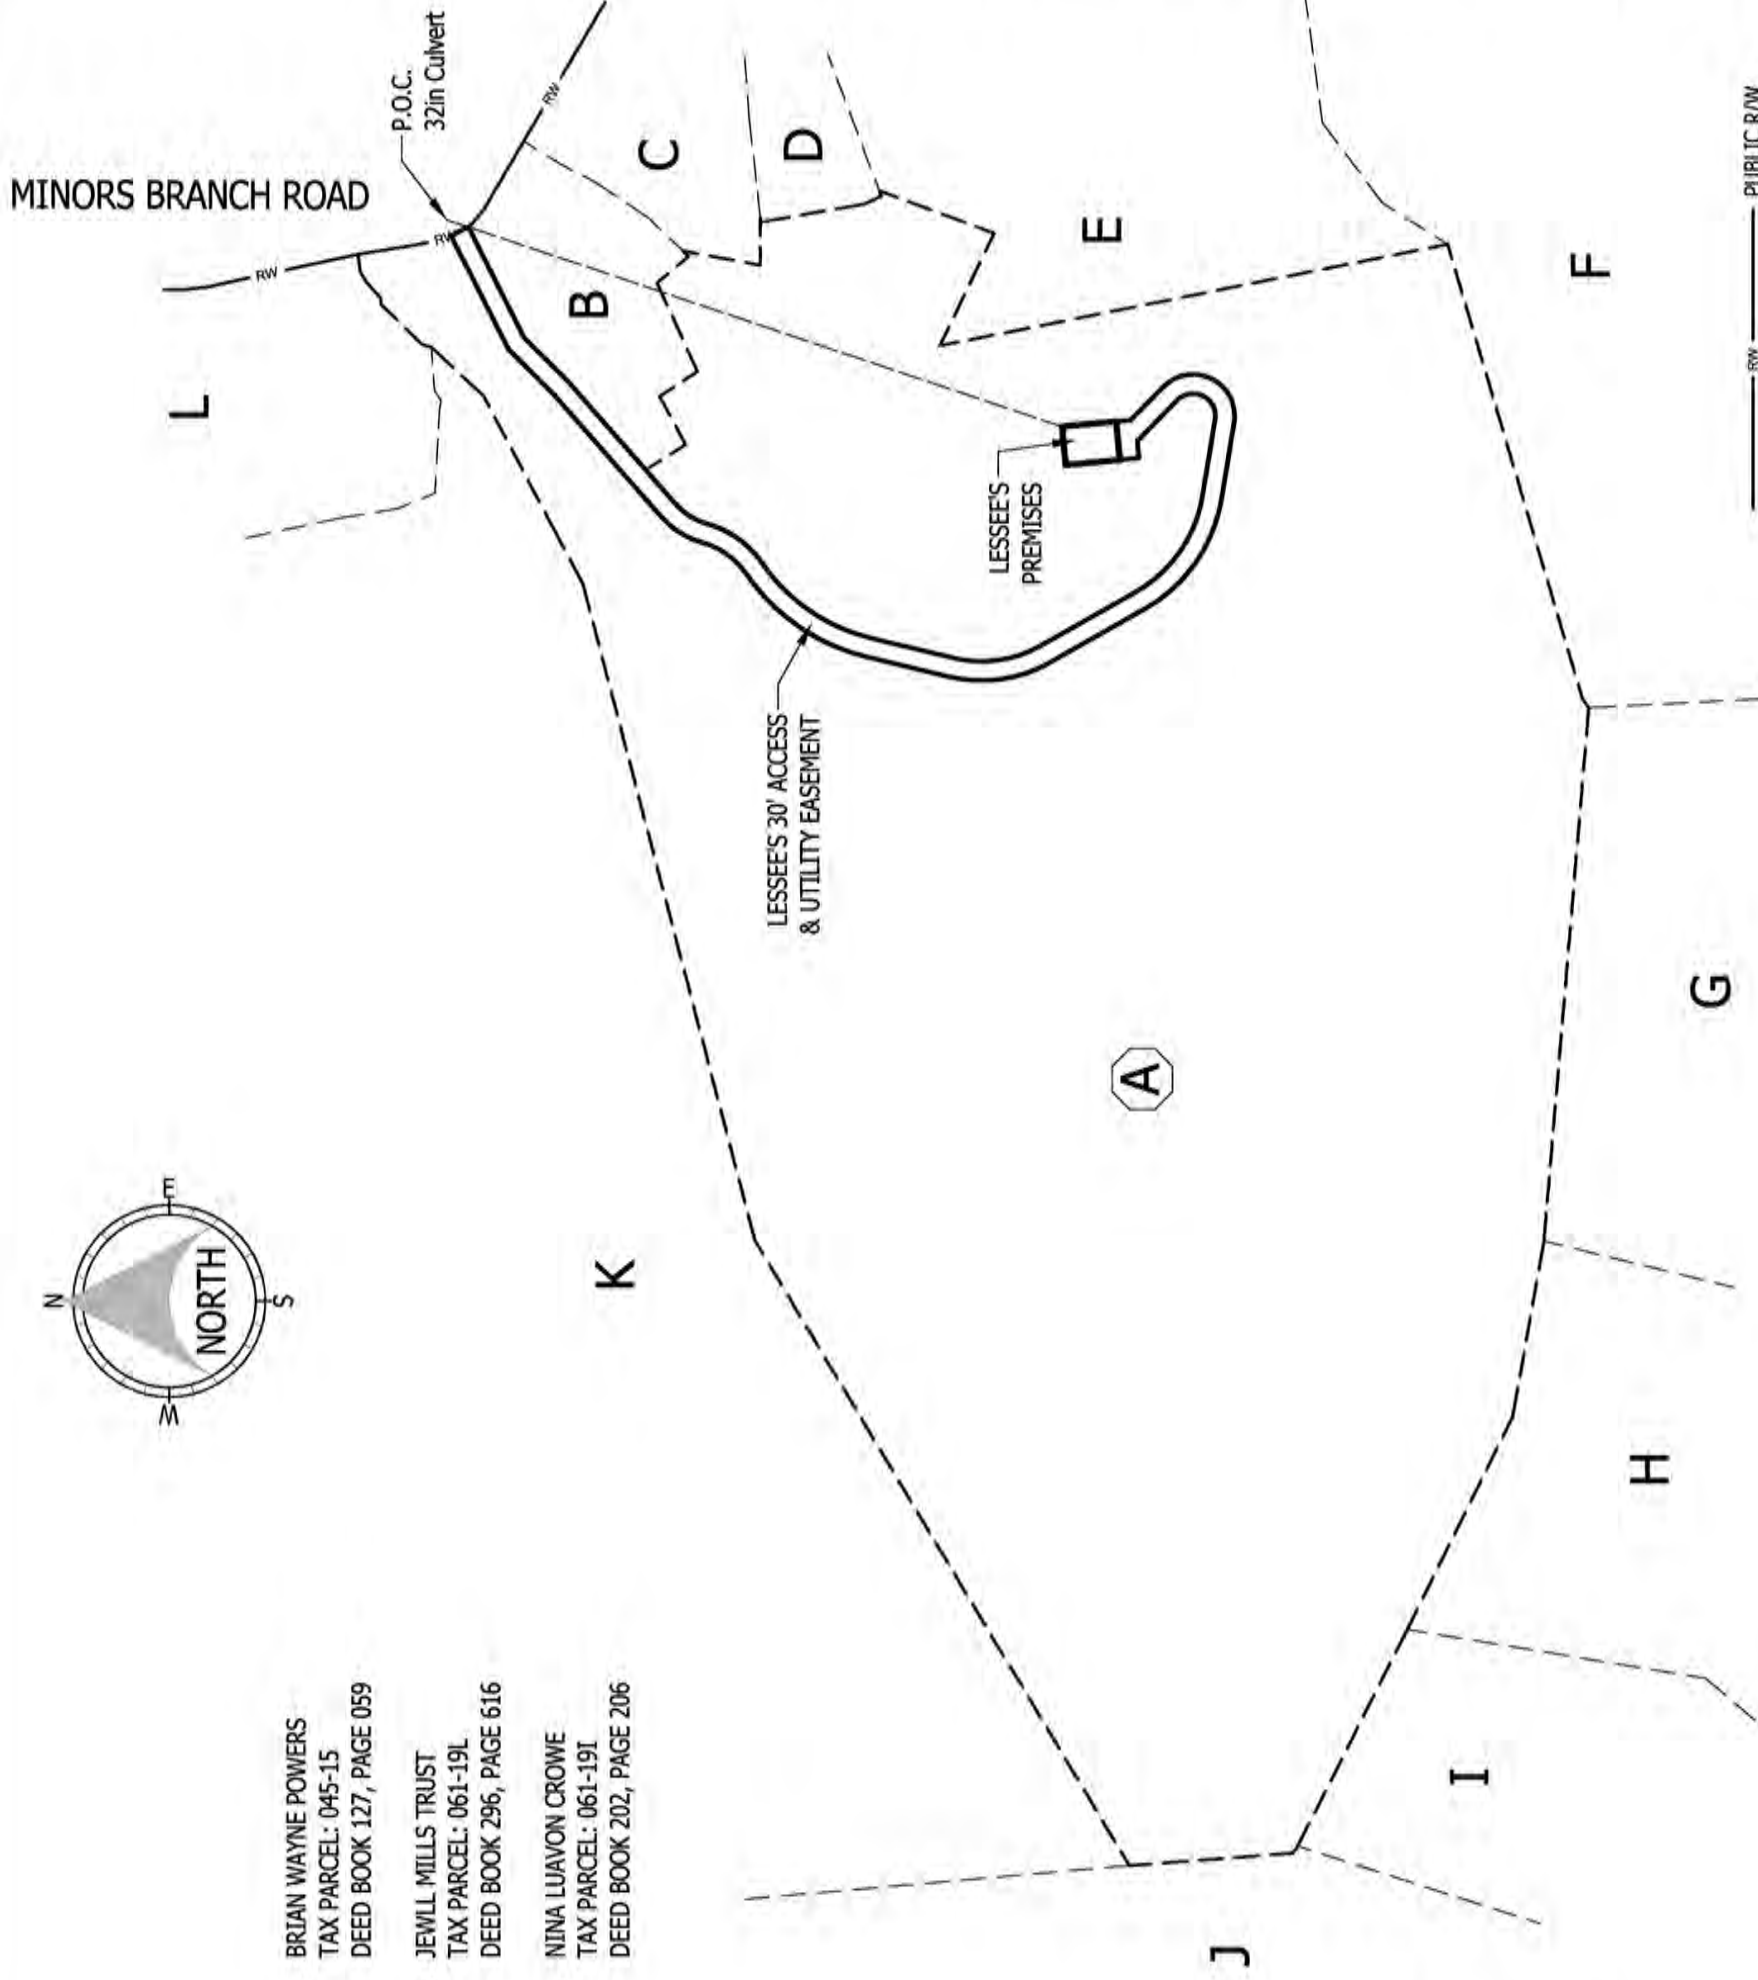 MINORS BRANCH ROAD
P.O.C.
32in Culvert
RW
RW
RW
L
C
D
B
E
F
LESSEE'S
PREMISES
LESSEE'S 30' ACCESS
& UTILITY EASEMENT
A
G
K
H
I
J
N
E
S
W
NORTH
BRIAN WAYNE POWERS
TAX PARCEL: 045-15
DEED BOOK 127, PAGE 059
JEWLL MILLS TRUST
TAX PARCEL: 061-19L
DEED BOOK 296, PAGE 616
NINA LUAVON CROWE
TAX PARCEL: 061-19I
DEED BOOK 202, PAGE 206
RW PUBLIC R/W